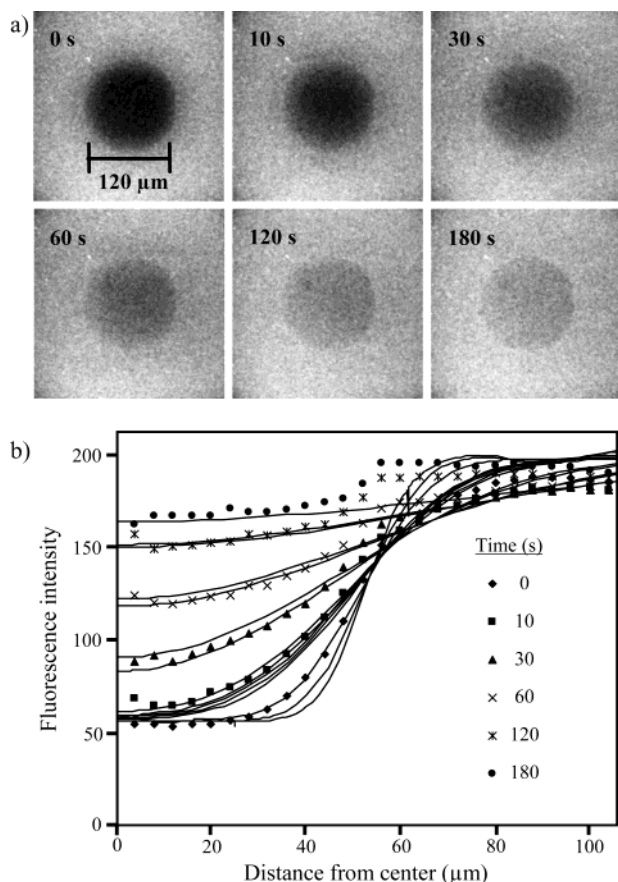 a)
0 s
10 s
30 s
120 µm
60 s
120 s
180 s
b)
200
150
100
50
0
Fluorescence intensity
Time (s)
0
10
30
60
120
180
0
20
40
60
80
100
Distance from center (µm)